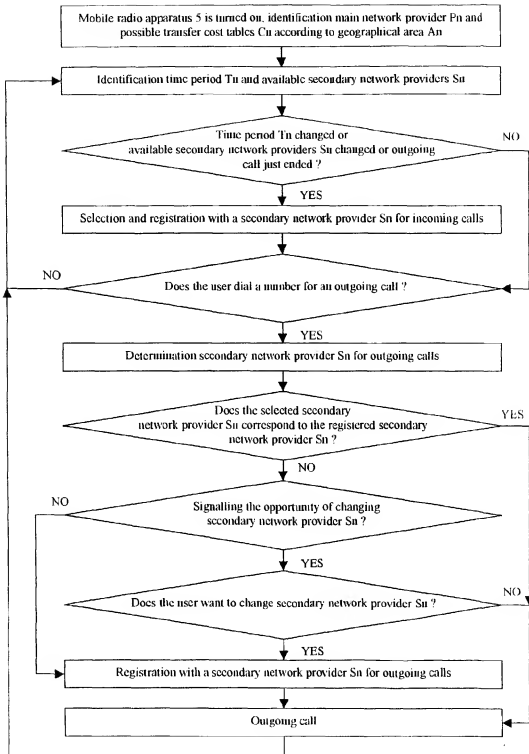 Mobile radio apparatus 5 is turned on, identification main network provider Pn and
possible transfer cost tables Cn according to geographical area An
Identification time period Tn and available secondary network providers Sn
Time period Tn changed or
available secondary network providers Sn changed or outgoing
call just ended ?
NO
YES
Selection and registration with a secondary network provider Sn for incoming calls
NO
Does the user dial a number for an outgoing call ?
YES
Determination secondary network provider Sn for outgoing calls
Does the selected secondary
network provider Sn correspond to the registered secondary
network provider Sn ?
YES
NO
NO
Signalling the opportunity of changing
secondary network provider Sn ?
YES
Does the user want to change secondary network provider Sn ?
NO
YES
Registration with a secondary network provider Sn for outgoing calls
Outgoing call